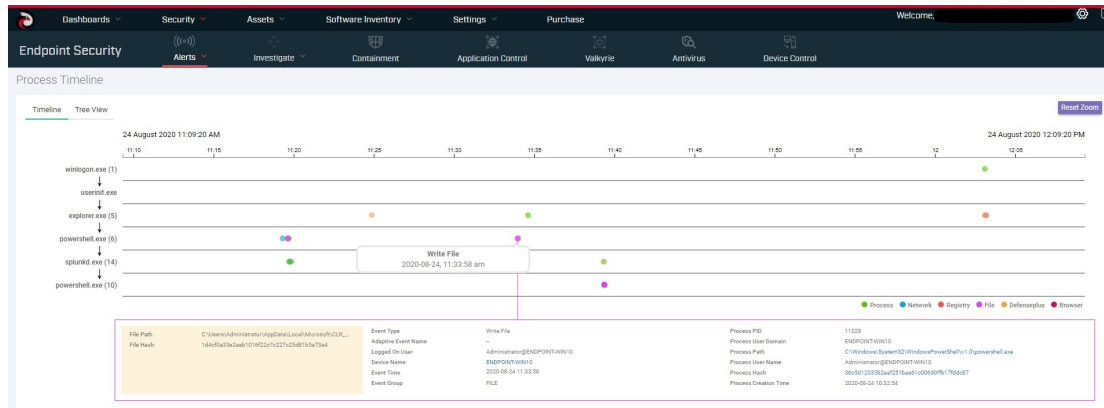 Dashboards Security Assets Software Inventory Settings Purchase Welcome,
Endpoint Security
Alerts Investigate Containment Application Control Valkyrie Antivirus Device Control
Process Timeline
Timeline Tree View Reset Zoom
24 August 2020 11:09:20 AM 24 August 2020 12:09:20 PM
11:10 11:15 11:20 11:25 11:30 11:35 11:40 11:45 11:50 11:55 12 12:05
winlogon.exe (1)
userinit.exe
explorer.exe (5)
powershell.exe (6)
splunkd.exe (14)
powershell.exe (10)
Write File
2020-08-24, 11:33:58 am
Process Network Registry File Defenseplus Browser
File Path C:\Users\Administrator\AppData\Local\Microsoft\CLR_...
File Hash
Event Type Write File
Adaptive Event Name –
Logged On User Administrator@ENDPOINT-WIN10
Device Name ENDPOINT-WIN10
Event Time 2020-08-24 11:33:58
Event Group FILE
Process PID 11028
Process User Domain ENDPOINT-WIN10
Process Path C:\Windows\System32\WindowsPowerShell\v1.0\powershell.exe
Process User Name Administrator@ENDPOINT-WIN10
Process Hash
Process Creation Time 2020-08-24 10:32:54